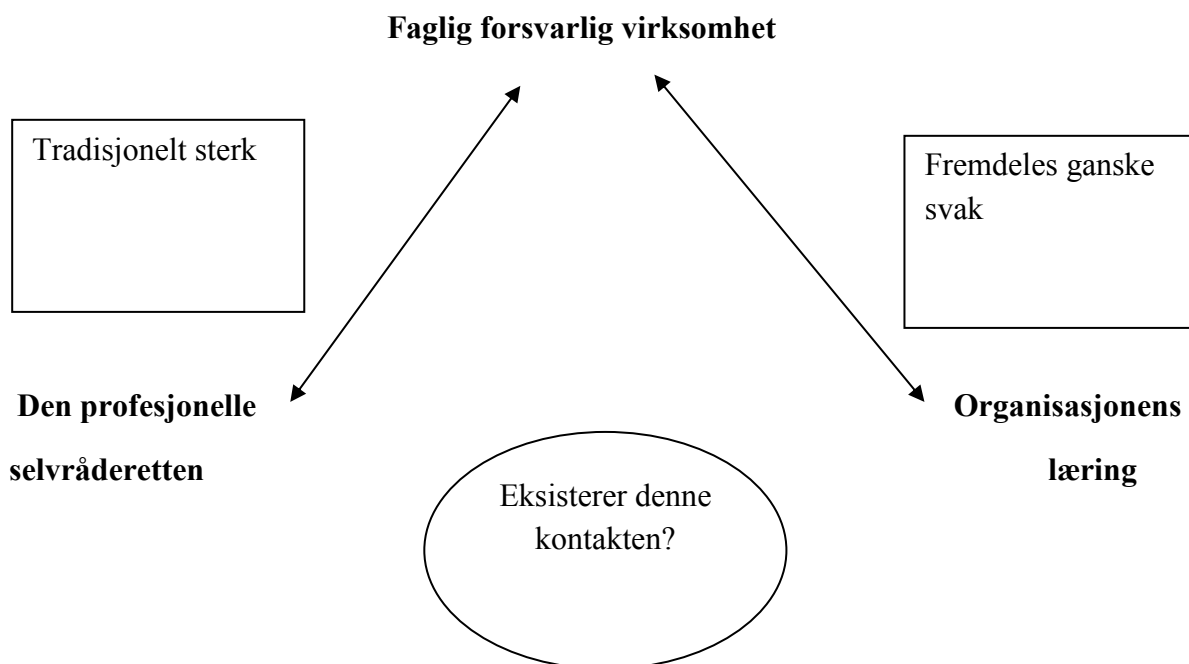 Faglig forsvarlig virksomhet
Tradisjonelt sterk
Fremdeles ganske
svak
Den profesjonelle
selvråderetten
Organisasjonens
læring
Eksisterer denne
kontakten?